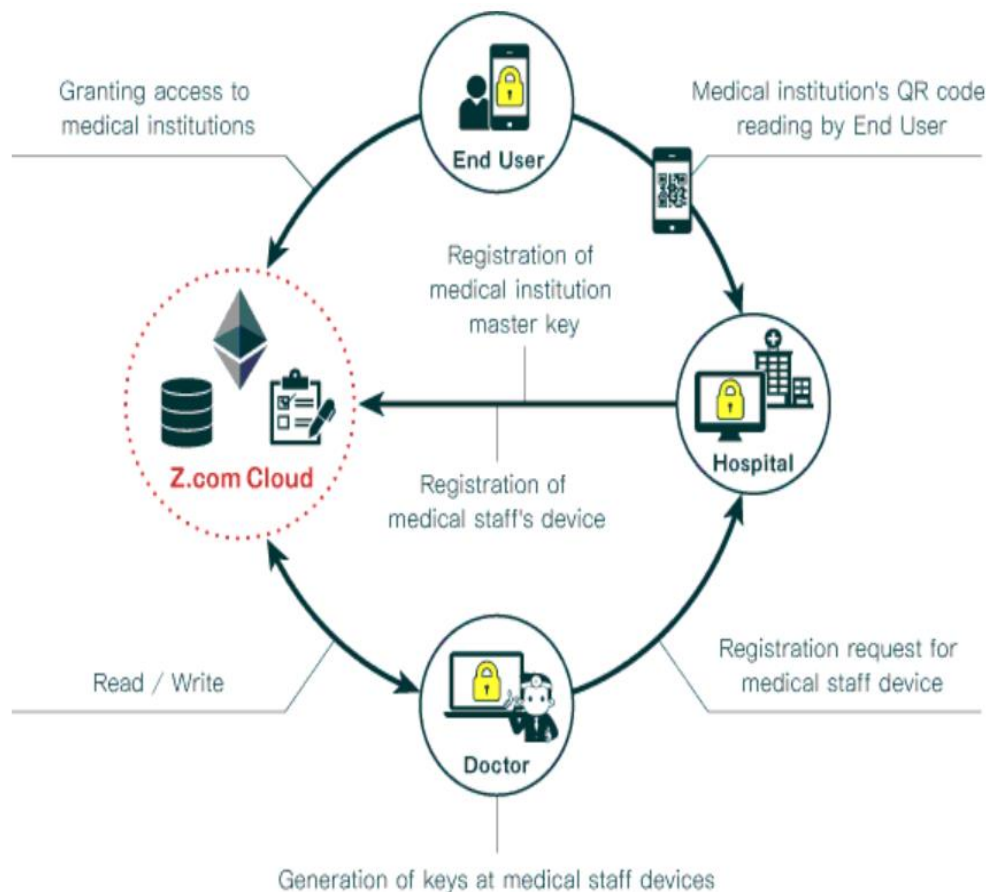 Granting access to
medical institutions
Medical institution's QR code
reading by End User
End User
Registration of
medical institution
master key
Z.com Cloud
Hospital
Registration of
medical staff's device
Read / Write
Registration request for
medical staff device
Doctor
Generation of keys at medical staff devices